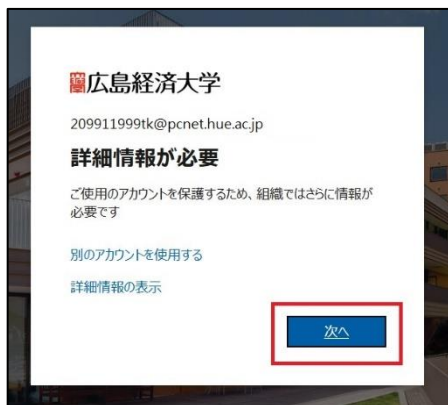 広島経済大学
209911999tk@pcnet.hue.ac.jp
詳細情報が必要
ご使用のアカウントを保護するため、組織ではさらに情報が
必要です
別のアカウントを使用する
詳細情報の表示
次へ